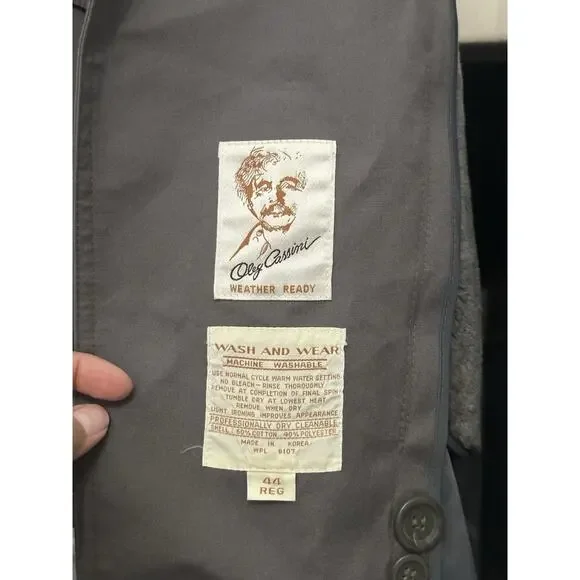 Oleg Cassini
WEATHER READY
WASH AND WEAR
MACHINE WASHABLE
USE NORMAL CYCLE WARM WATER SETTING
NO BLEACH - RINSE THOROUGHLY
REMOVE AT COMPLETION OF FINAL SPIN
TUMBLE DRY AT LOWEST HEAT
REMOVE WHEN DRY
LIGHT IRONING IMPROVES APPEARANCE
PROFESSIONALLY DRY CLEANABLE
SHELL: 60% COTTON, 40% POLYESTER
MADE IN KOREA
WPL 8107
44
REG